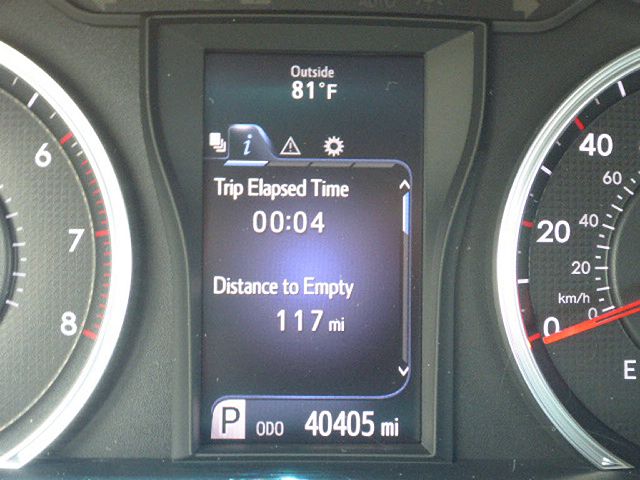 Outside
81°F
i
Trip Elapsed Time
00:04
Distance to Empty
117 mi
P ODO 40405 mi
6
7
8
40
60
40
20
20
km/h
0
0
E